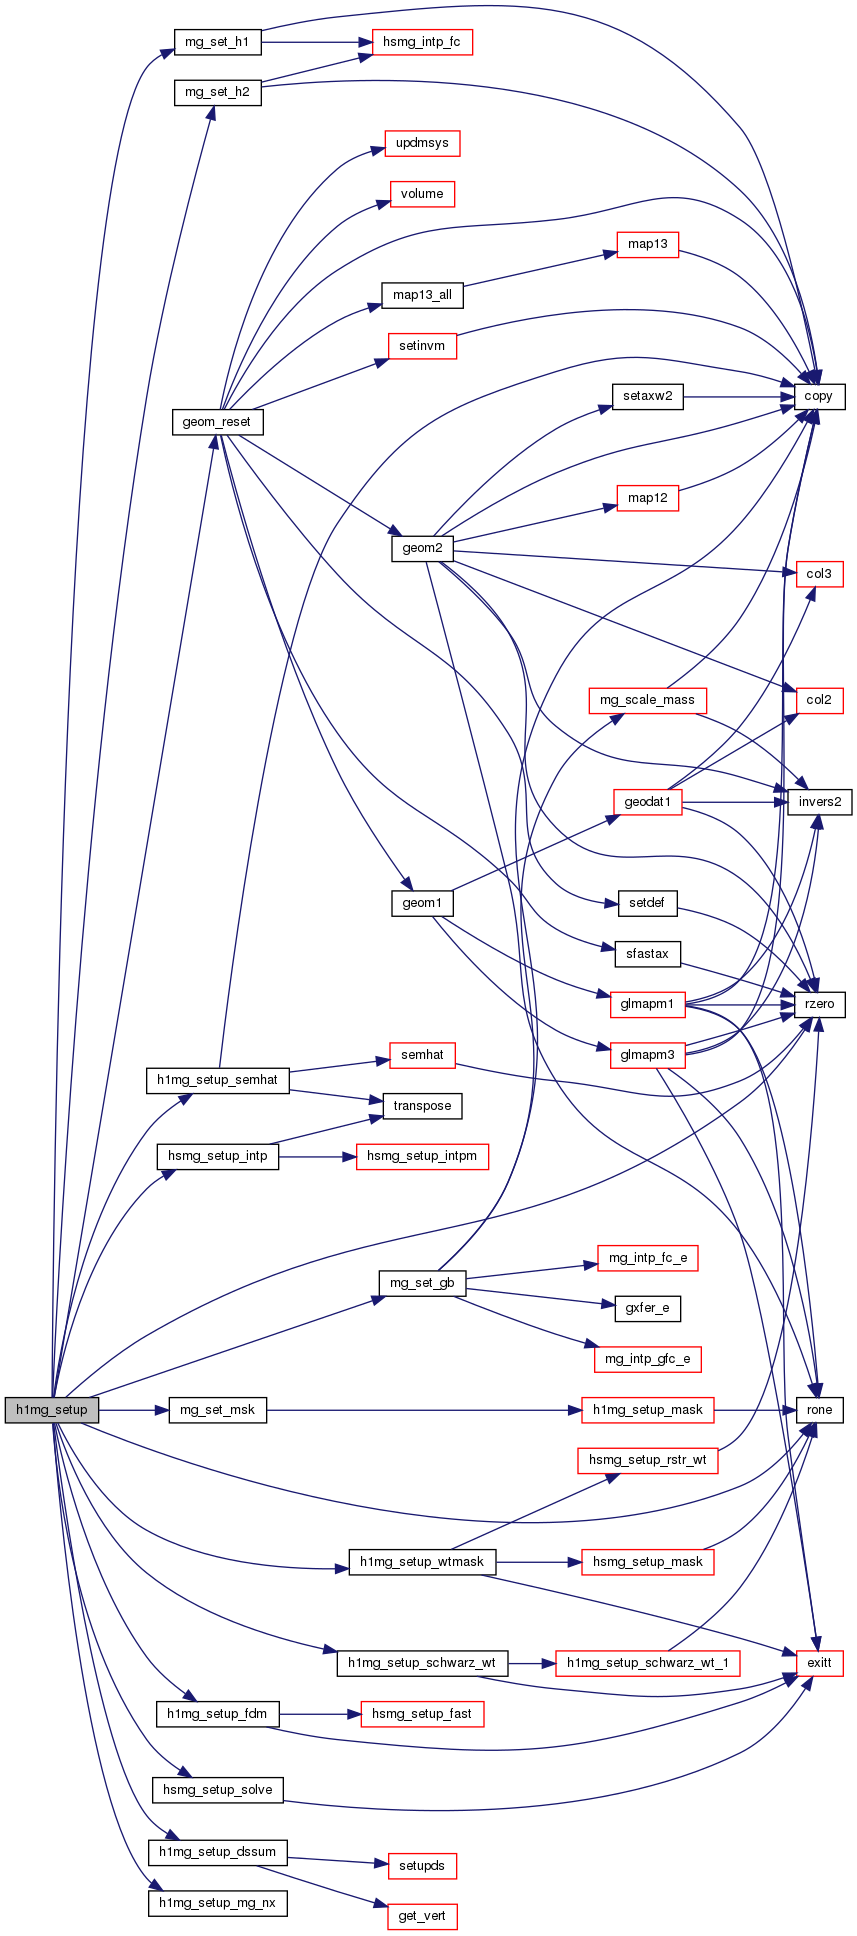 mg_set_h1
hsmg_intp_fc
mg_set_h2
updmsys
volume
map13
map13_all
setinvm
setaxw2
copy
geom_reset
map12
geom2
col3
mg_scale_mass
col2
geodat1
invers2
geom1
setdef
sfastax
glmapm1
rzero
glmapm3
semhat
h1mg_setup_semhat
transpose
hsmg_setup_intp
hsmg_setup_intpm
mg_intp_fc_e
mg_set_gb
gxfer_e
mg_intp_gfc_e
h1mg_setup
mg_set_msk
h1mg_setup_mask
rone
hsmg_setup_rstr_wt
h1mg_setup_wtmask
hsmg_setup_mask
h1mg_setup_schwarz_wt
h1mg_setup_schwarz_wt_1
exitt
h1mg_setup_fdm
hsmg_setup_fast
hsmg_setup_solve
h1mg_setup_dssum
setupds
h1mg_setup_mg_nx
get_vert